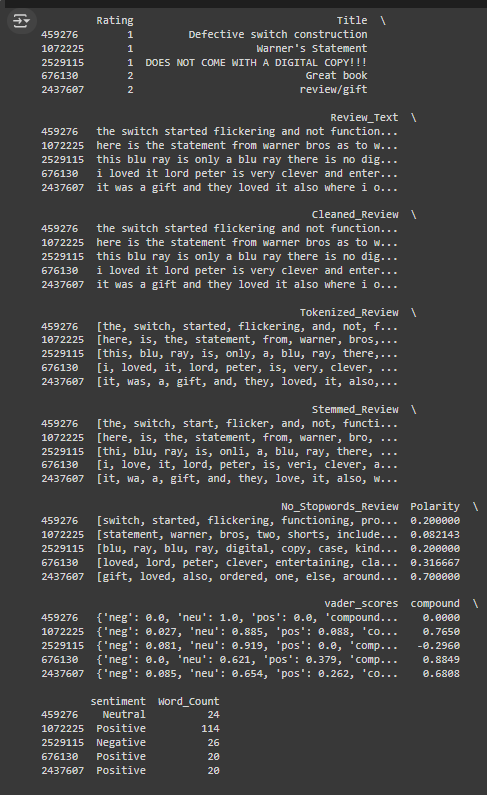 Rating Title \
459276 1 Defective switch construction
1072225 1 Warner's Statement
2529115 1 DOES NOT COME WITH A DIGITAL COPY!!!
676130 2 Great book
2437607 2 review/gift
Review_Text \
459276 the switch started flickering and not function...
1072225 here is the statement from warner bros as to w...
2529115 this blu ray is only a blu ray there is no dig...
676130 i loved it lord peter is very clever and enter...
2437607 it was a gift and they loved it also where i o...
Cleaned_Review \
459276 the switch started flickering and not function...
1072225 here is the statement from warner bros as to w...
2529115 this blu ray is only a blu ray there is no dig...
676130 i loved it lord peter is very clever and enter...
2437607 it was a gift and they loved it also where i o...
Tokenized_Review \
459276 [the, switch, started, flickering, and, not, f...
1072225 [here, is, the, statement, from, warner, bros,...
2529115 [this, blu, ray, is, only, a, blu, ray, there,...
676130 [i, loved, it, lord, peter, is, very, clever, ...
2437607 [it, was, a, gift, and, they, loved, it, also,...
Stemmed_Review \
459276 [the, switch, start, flicker, and, not, functi...
1072225 [here, is, the, statement, from, warner, bro, ...
2529115 [thi, blu, ray, is, onli, a, blu, ray, there, ...
676130 [i, love, it, lord, peter, is, veri, clever, a...
2437607 [it, wa, a, gift, and, they, love, it, also, w...
No_Stopwords_Review Polarity \
459276 [switch, started, flickering, functioning, pro... 0.200000
1072225 [statement, warner, bros, two, shorts, include... 0.082143
2529115 [blu, ray, blu, ray, digital, copy, case, kind... 0.200000
676130 [loved, lord, peter, clever, entertaining, cla... 0.316667
2437607 [gift, loved, also, ordered, one, else, around... 0.700000
vader_scores compound \
459276 {'neg': 0.0, 'neu': 1.0, 'pos': 0.0, 'compound... 0.0000
1072225 {'neg': 0.027, 'neu': 0.885, 'pos': 0.088, 'co... 0.7650
2529115 {'neg': 0.081, 'neu': 0.919, 'pos': 0.0, 'comp... -0.2960
676130 {'neg': 0.0, 'neu': 0.621, 'pos': 0.379, 'comp... 0.8849
2437607 {'neg': 0.085, 'neu': 0.654, 'pos': 0.262, 'co... 0.6808
sentiment Word_Count
459276 Neutral 24
1072225 Positive 114
2529115 Negative 26
676130 Positive 20
2437607 Positive 20